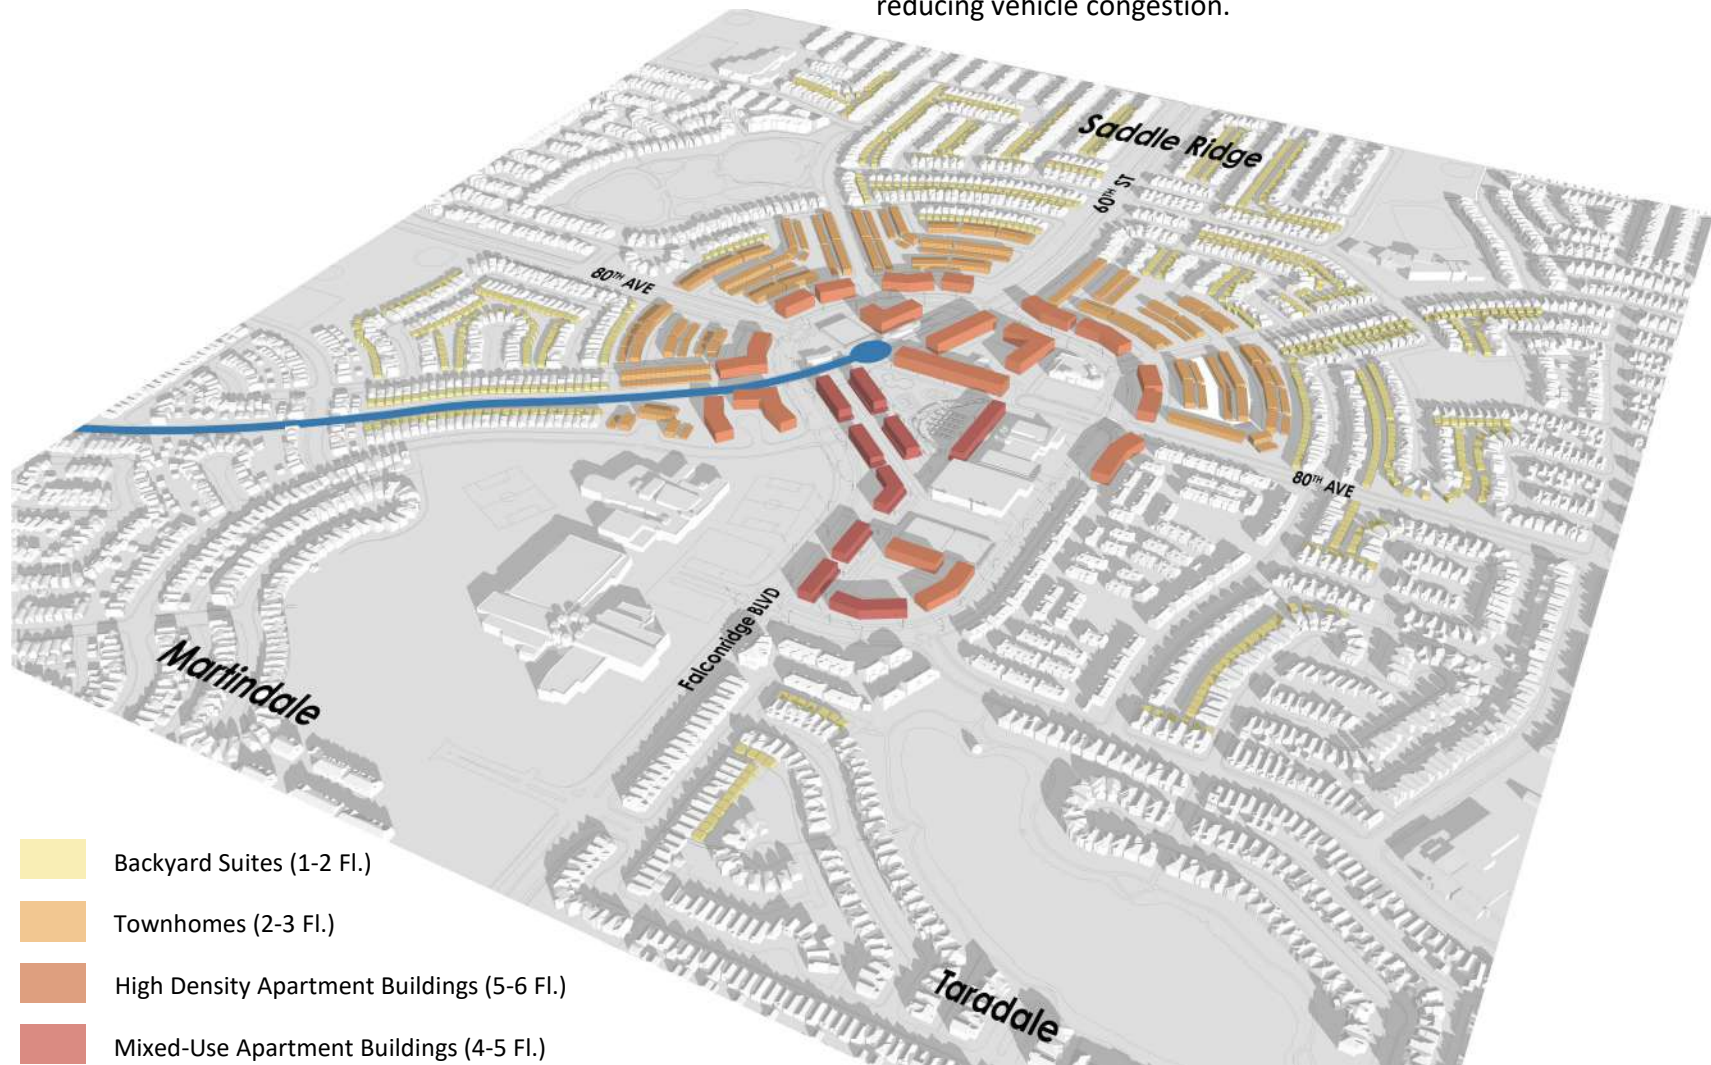 reducing vehicle congestion.
Saddle Ridge
60TH ST
80TH AVE
80TH AVE
Falconridge BLVD
Martindale
Taradale
Backyard Suites (1-2 Fl.)
Townhomes (2-3 Fl.)
High Density Apartment Buildings (5-6 Fl.)
Mixed-Use Apartment Buildings (4-5 Fl.)